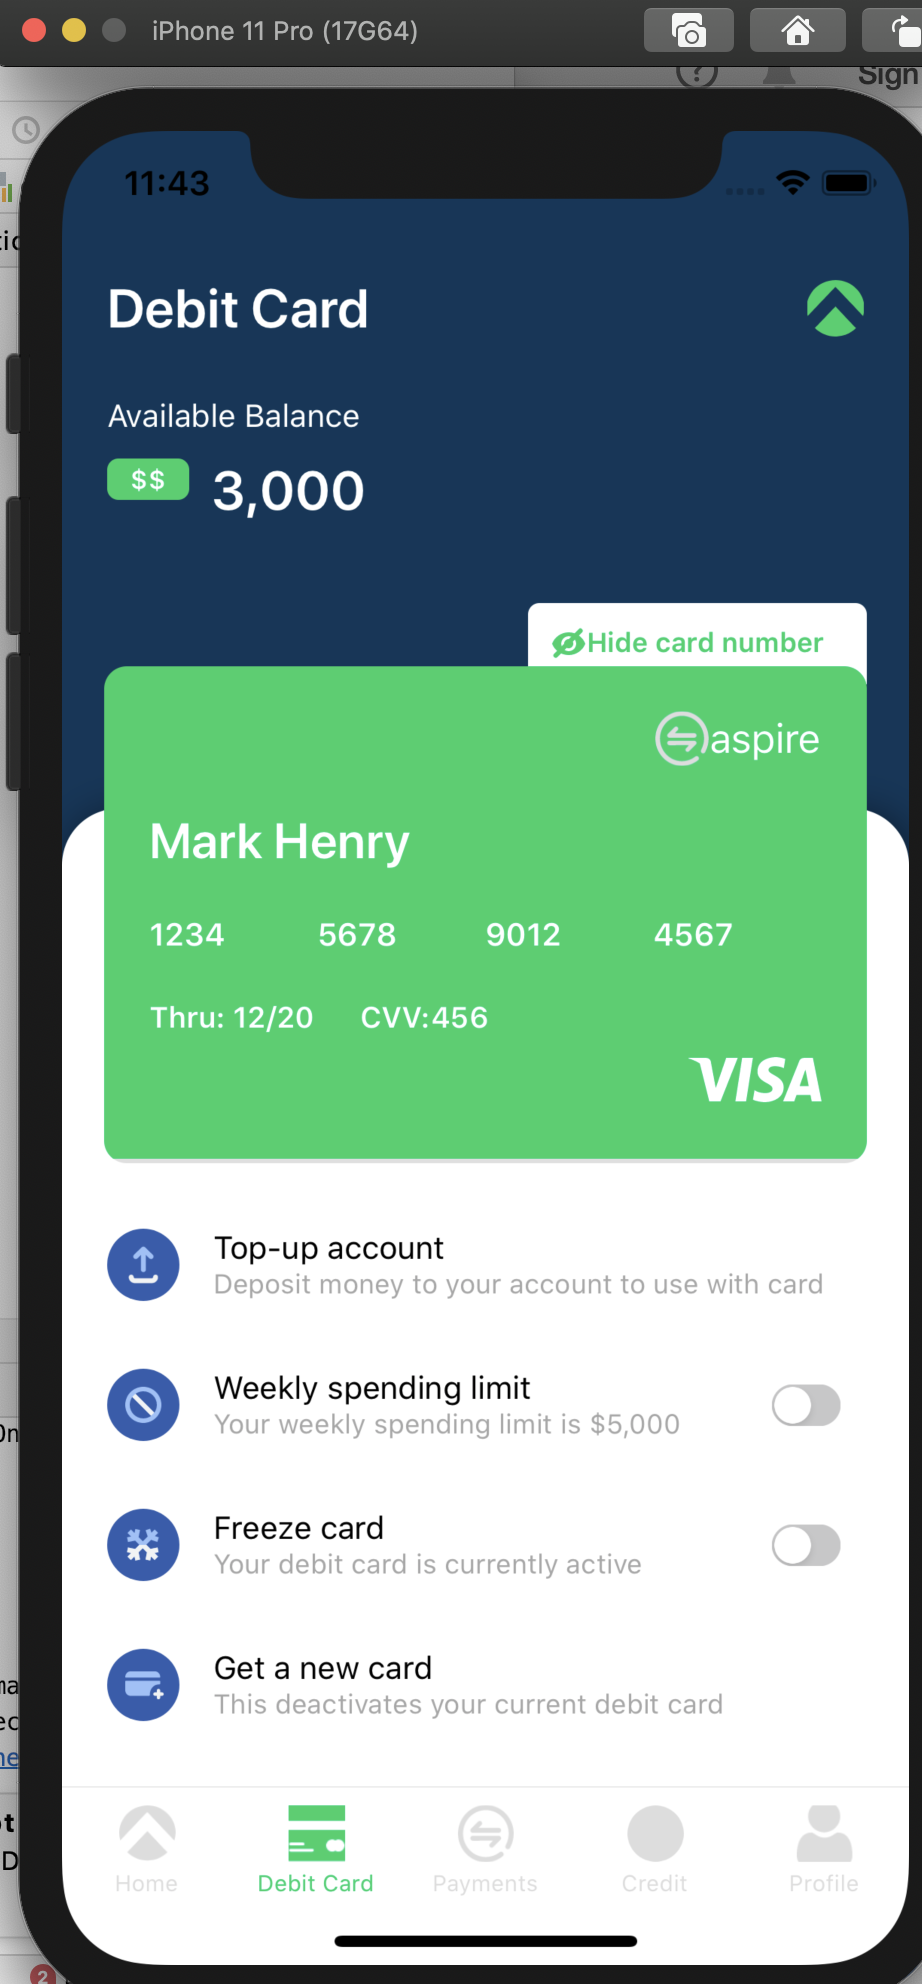 iPhone 11 Pro (17G64)
Sign
11:43
Debit Card
Available Balance
$$ 3,000
Hide card number
aspire
Mark Henry
1234 5678 9012 4567
Thru: 12/20 CVV:456
VISA
Top-up account
Deposit money to your account to use with card
Weekly spending limit
Your weekly spending limit is $5,000
Freeze card
Your debit card is currently active
Get a new card
This deactivates your current debit card
Home Debit Card Payments Credit Profile
2